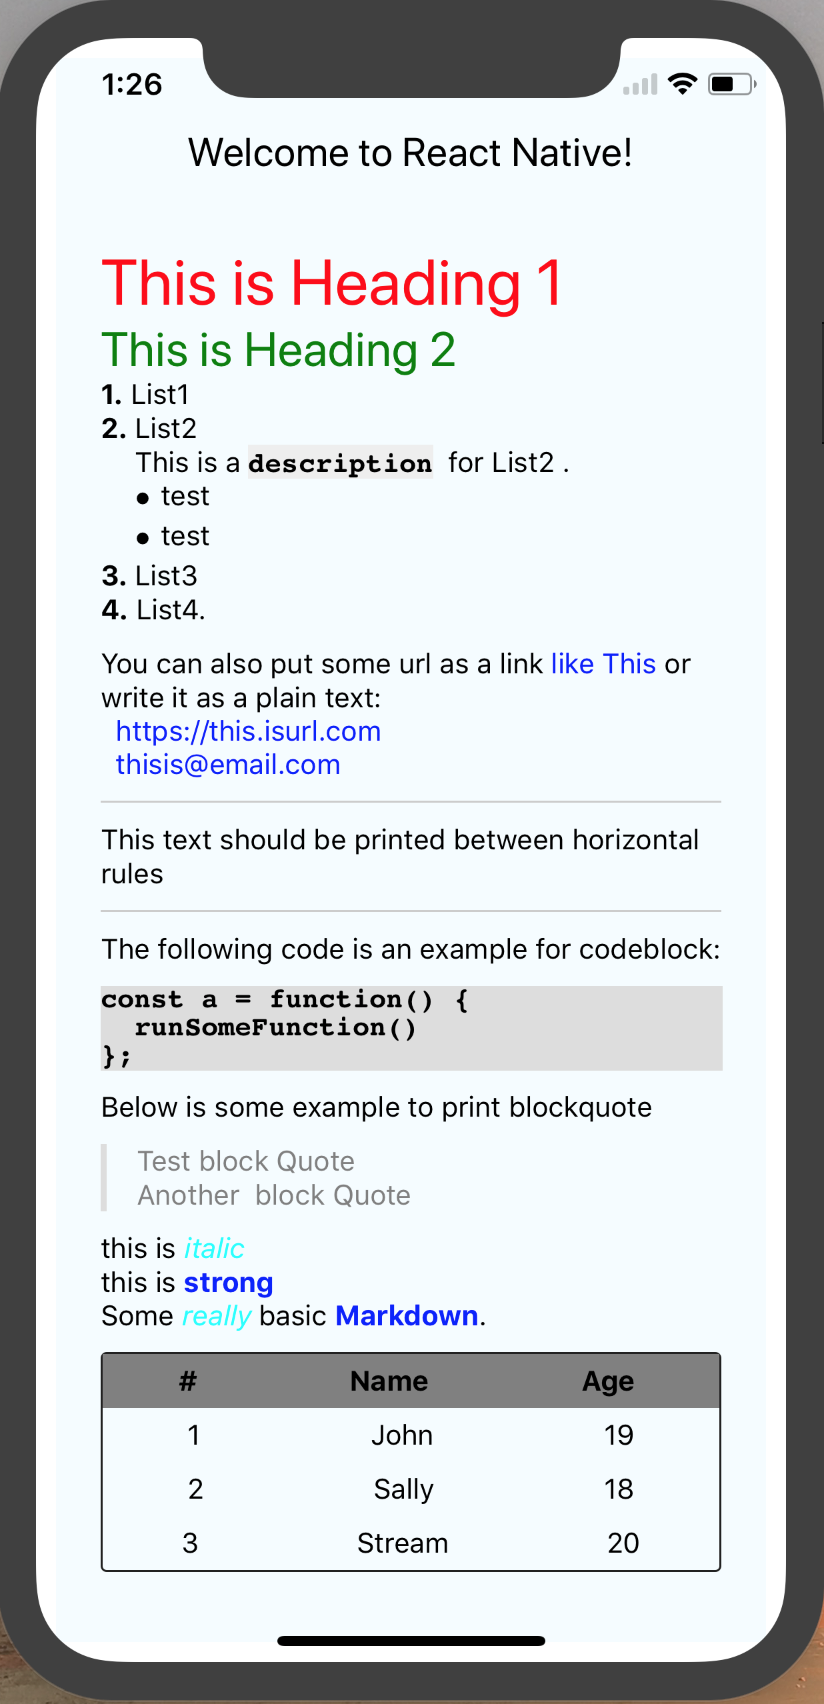 1:26
Welcome to React Native!
This is Heading 1
This is Heading 2
1. List1
2. List2
This is a description  for List2 .
● test
● test
3. List3
4. List4.
You can also put some url as a link like This or
write it as a plain text:
https://this.isurl.com
thisis@email.com
This text should be printed between horizontal
rules
The following code is an example for codeblock:
const a = function() {
  runSomeFunction()
};
Below is some example to print blockquote
Test block Quote
Another  block Quote
this is italic
this is strong
Some really basic Markdown.
# Name Age
1 John 19
2 Sally 18
3 Stream 20